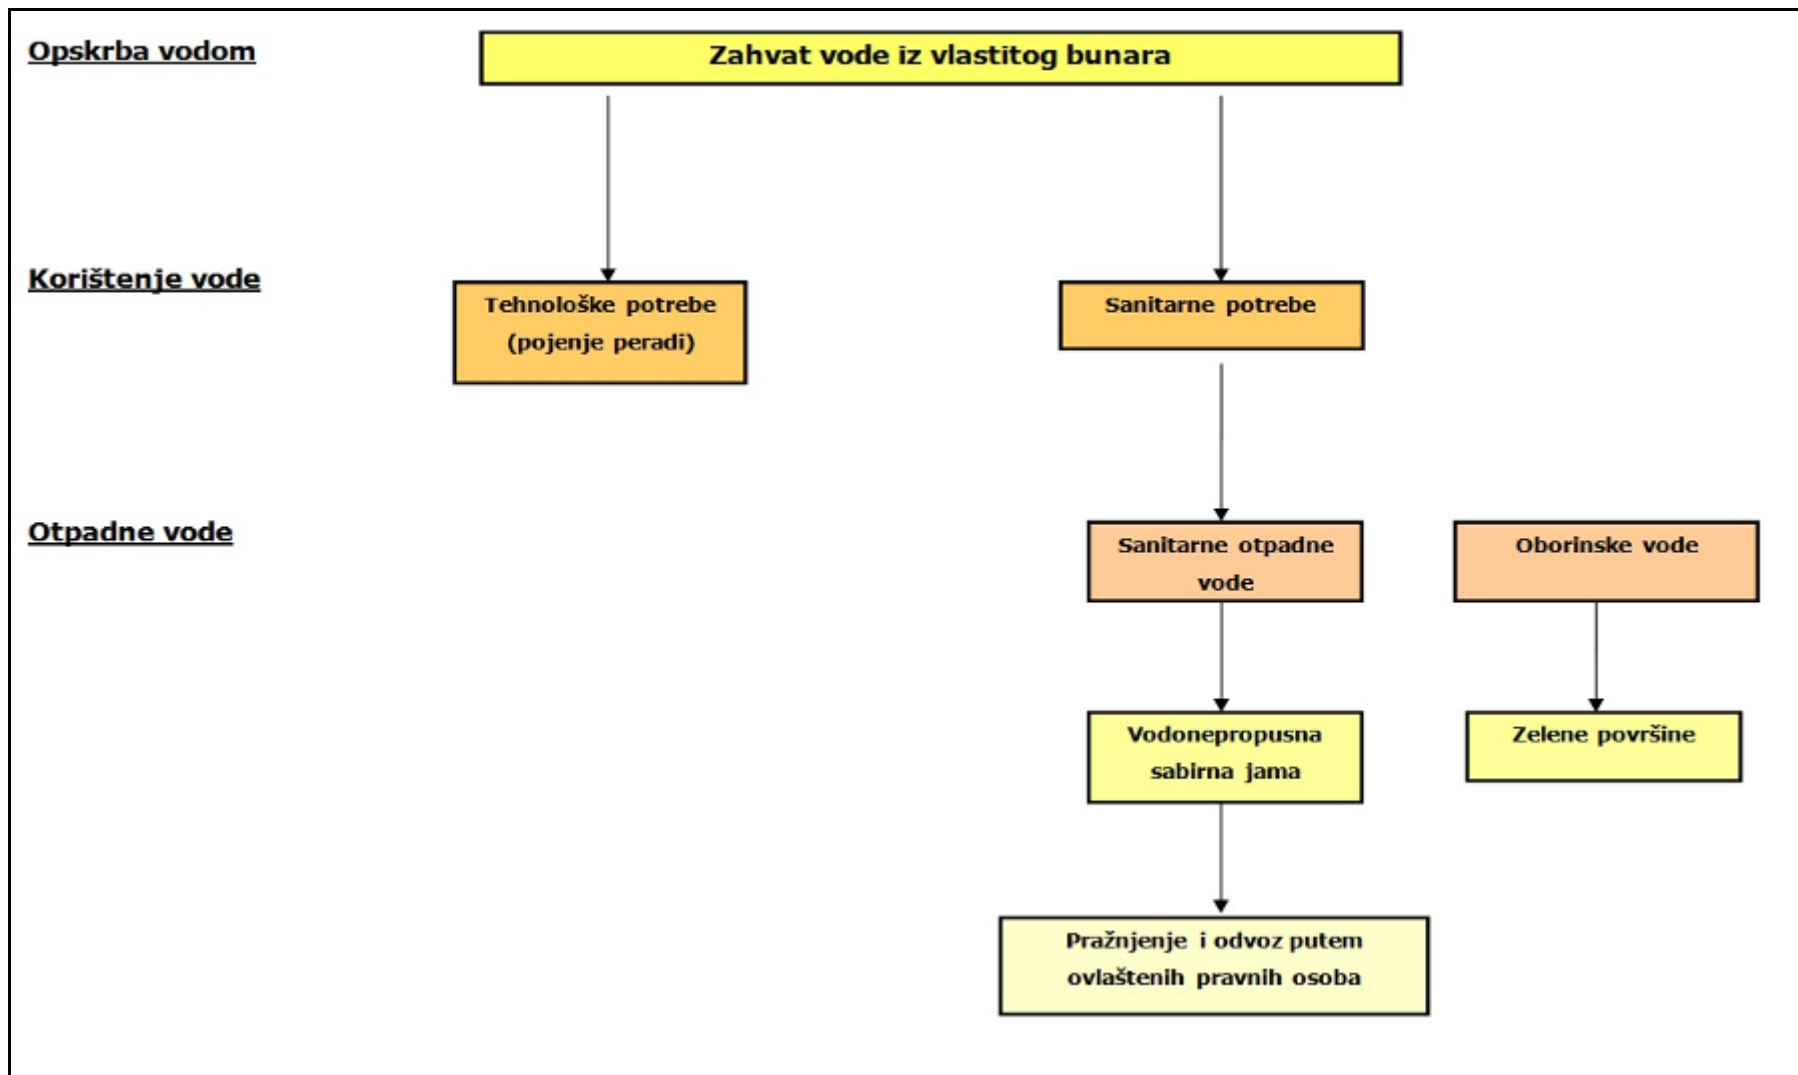 Opskrba vodom
Zahvat vode iz vlastitog bunara
Korištenje vode
Tehnološke potrebe
(pojenje peradi)
Sanitarne potrebe
Otpadne vode
Sanitarne otpadne
vode
Oborinske vode
Vodonepropusna
sabirna jama
Zelene površine
Pražnjenje i odvoz putem
ovlaštenih pravnih osoba